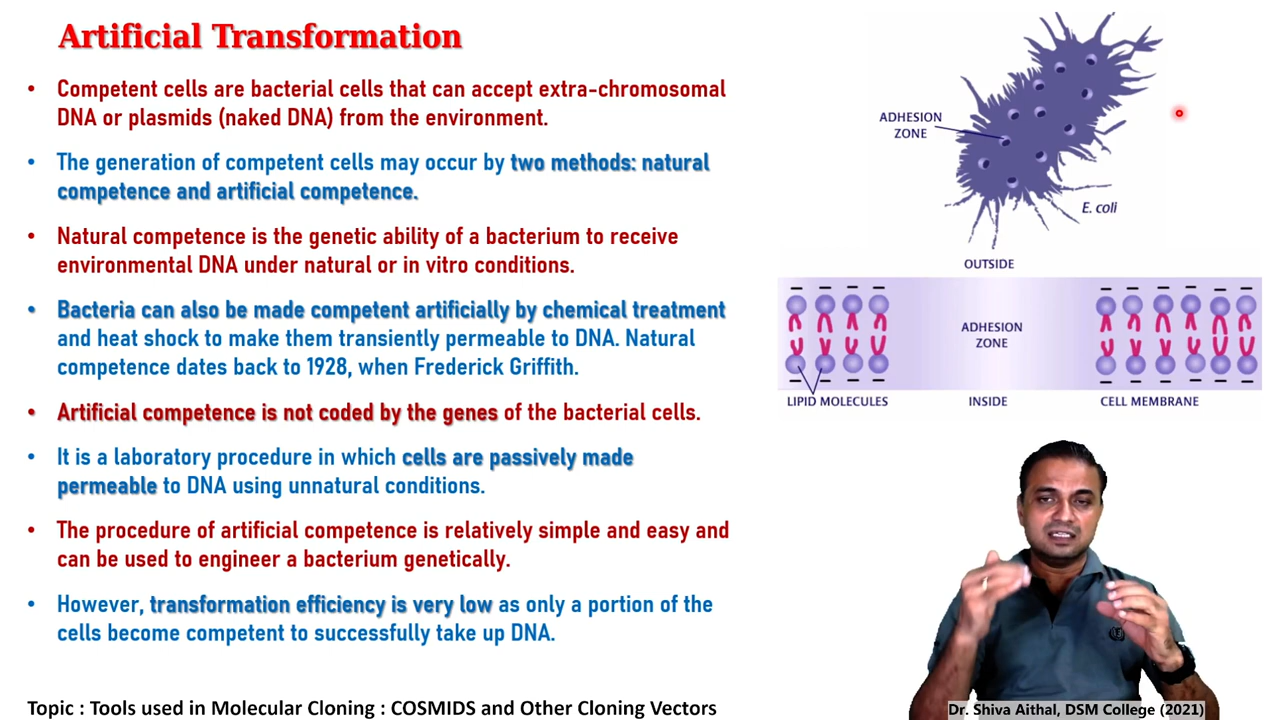 Artificial Transformation
• Competent cells are bacterial cells that can accept extra-chromosomal
DNA or plasmids (naked DNA) from the environment.
• The generation of competent cells may occur by two methods: natural
competence and artificial competence.
• Natural competence is the genetic ability of a bacterium to receive
environmental DNA under natural or in vitro conditions.
• Bacteria can also be made competent artificially by chemical treatment
and heat shock to make them transiently permeable to DNA. Natural
competence dates back to 1928, when Frederick Griffith.
• Artificial competence is not coded by the genes of the bacterial cells.
• It is a laboratory procedure in which cells are passively made
permeable to DNA using unnatural conditions.
• The procedure of artificial competence is relatively simple and easy and
can be used to engineer a bacterium genetically.
• However, transformation efficiency is very low as only a portion of the
cells become competent to successfully take up DNA.
ADHESION
ZONE
E. coli
OUTSIDE
ADHESION
ZONE
LIPID MOLECULES
INSIDE
CELL MEMBRANE
Topic : Tools used in Molecular Cloning : COSMIDS and Other Cloning Vectors
Dr. Shiva Aithal, DSM College (2021)